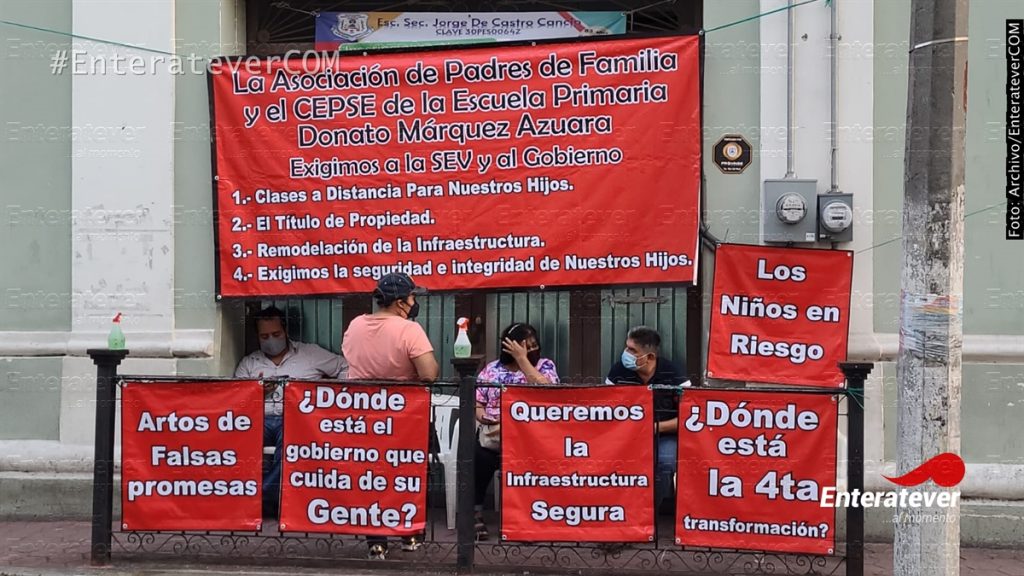 Esc. Sec. Jorge De Castro Cancio
CLAVE 30PES0064Z
#EnterateverCOM
La Asociación de Padres de Familia
y el CEPSE de la Escuela Primaria
Donato Márquez Azuara
Exigimos a la SEV y al Gobierno
1.- Clases a Distancia Para Nuestros Hijos.
2.- El Título de Propiedad.
3.- Remodelación de la Infraestructura.
4.- Exigimos la seguridad e integridad de Nuestros Hijos.
Los
Niños en
Riesgo
Artos de
Falsas
promesas
¿Dónde
está el
gobierno que
cuida de su
Gente?
Queremos
la
Infraestructura
Segura
¿Dónde
está
la 4ta
transformación?
Enteratever
...al momento
Foto: Archivo/Enteratever.COM